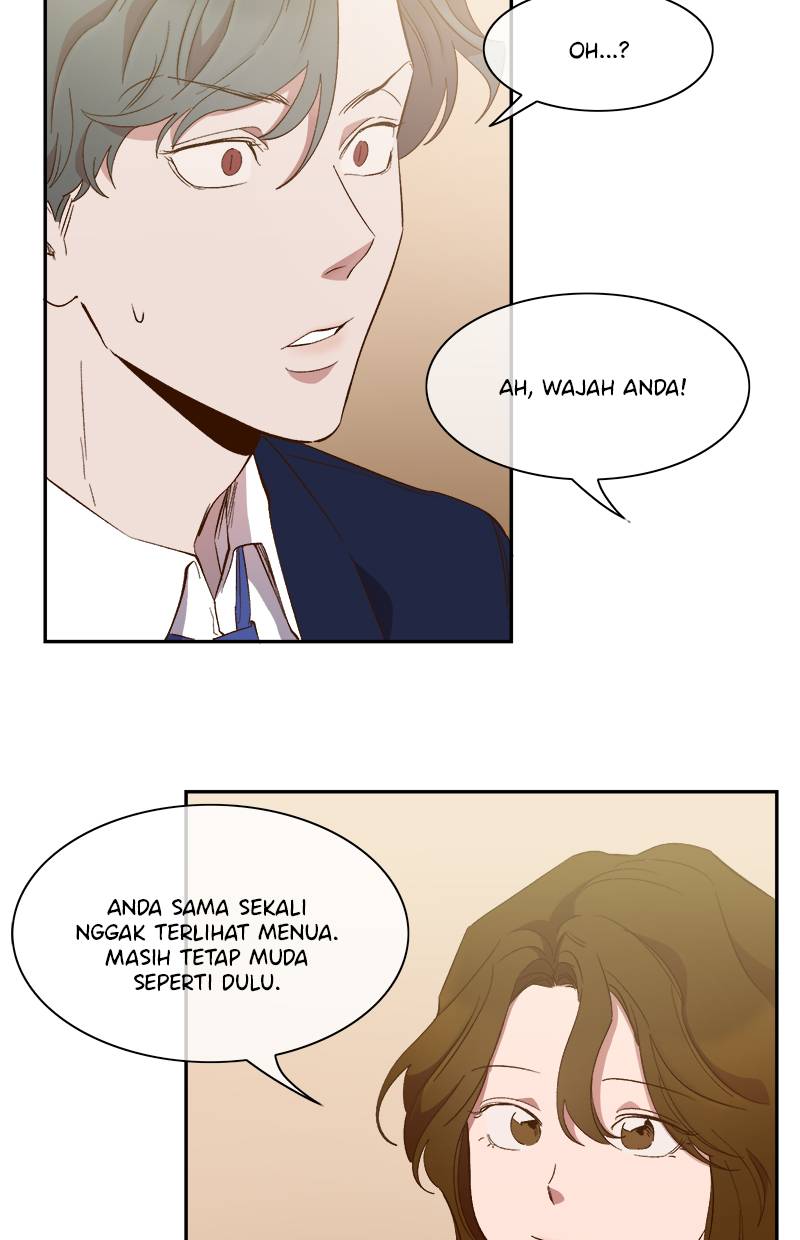 OH...?
AH, WAJAH ANDA!
ANDA SAMA SEKALI
NGGAK TERLIHAT MENUA.
MASIH TETAP MUDA
SEPERTI DULU.